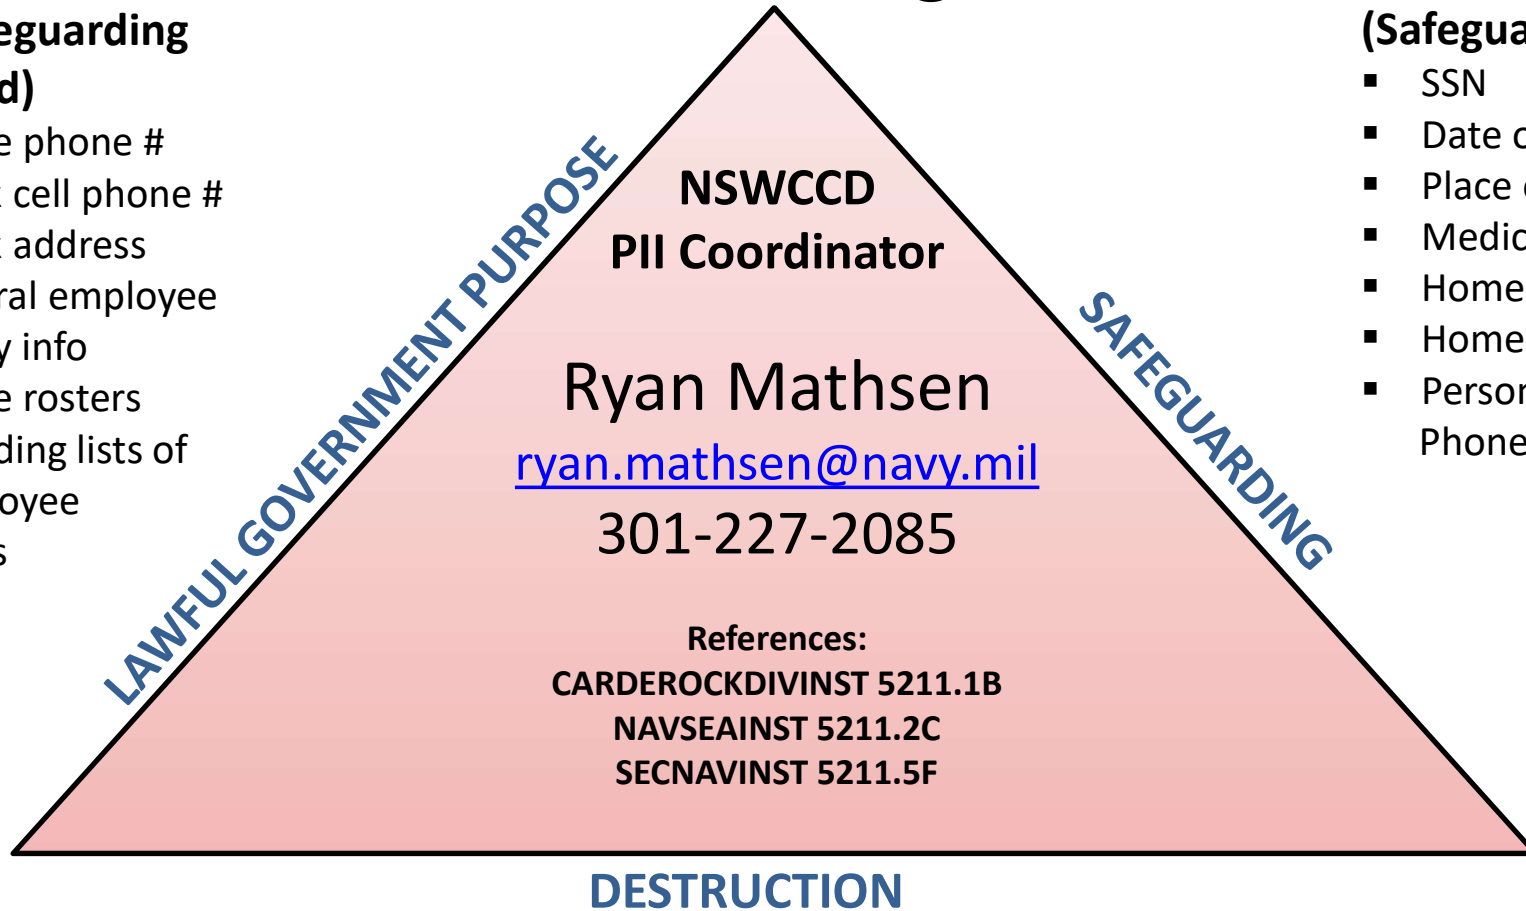 eguarding
d)
e phone #
cell phone #
address
ral employee
y info
e rosters
ding lists of
oyee
s
LAWFUL GOVERNMENT PURPOSE
NSWCCD
PII Coordinator
Ryan Mathsen
ryan.mathsen@navy.mil
301-227-2085
References:
CARDEROCKDIVINST 5211.1B
NAVSEAINST 5211.2C
SECNAVINST 5211.5F
SAFEGUARDING
DESTRUCTION
(Safegua
▪ SSN
▪ Date o
▪ Place
▪ Medic
▪ Home
▪ Home
▪ Person
Phone